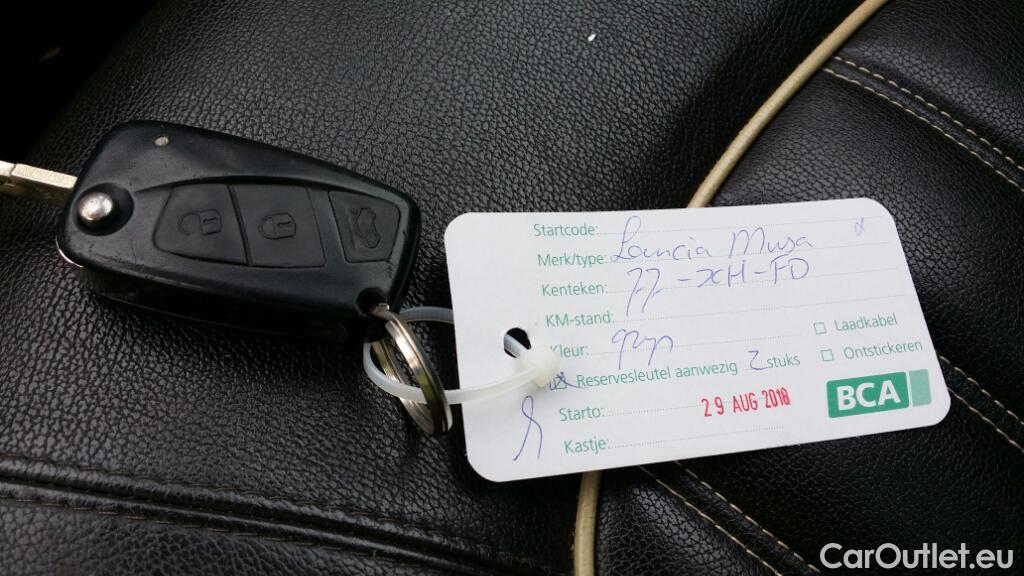 Startcode:
Merk/type: Lancia Musa
Kenteken: 77-XH-FD
KM-stand:
Kleur:
Laadkabel
Reservesleutel aanwezig 2 stuks
Ontstickeren
Starto: 29 AUG 2018
BCA
Kastje:
CarOutlet.eu